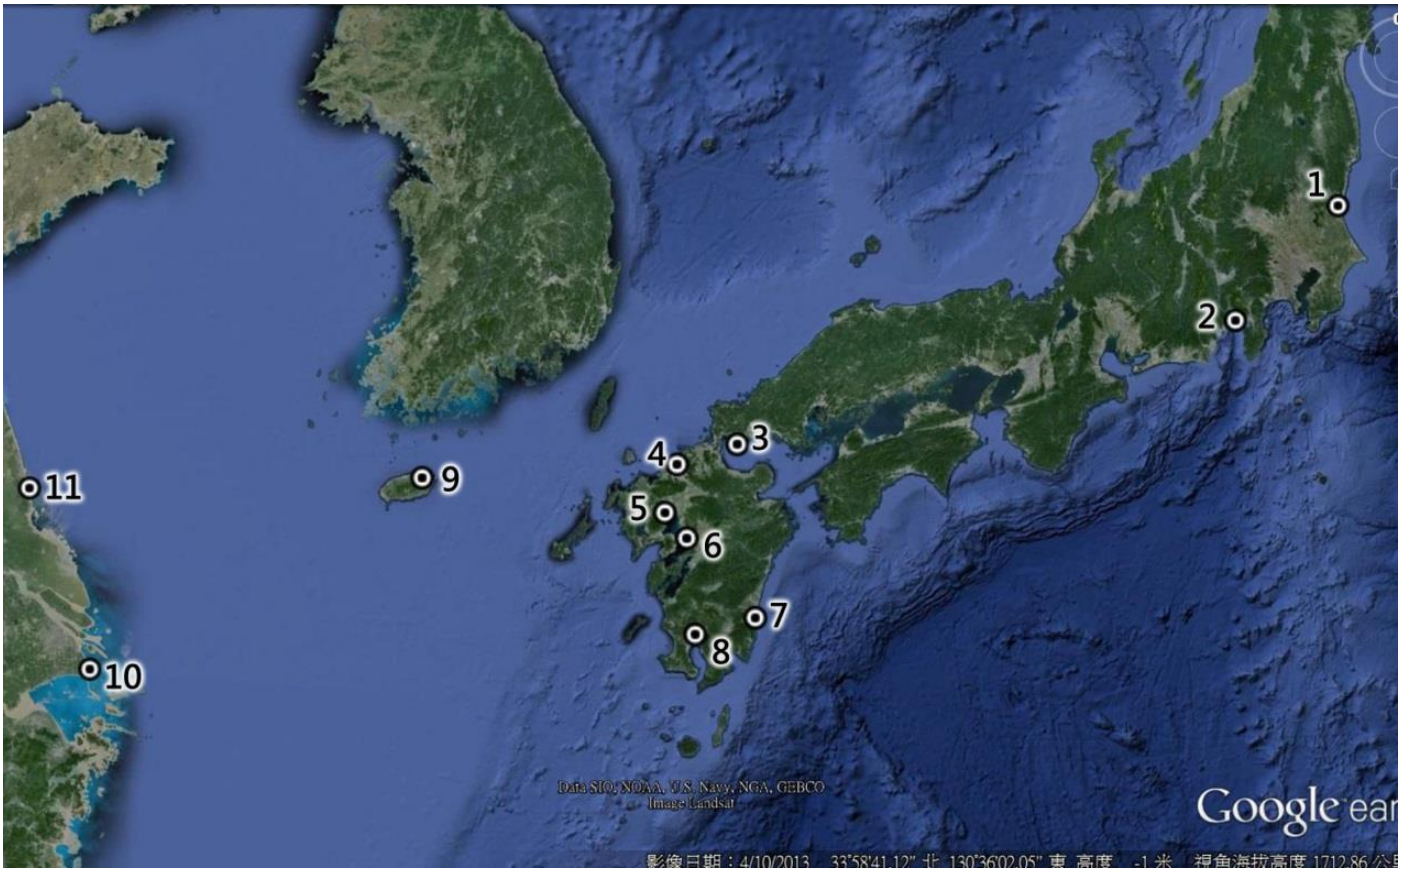 1
2
3
4
5
6
7
8
9
10
11
Data SIO, NOAA, U.S. Navy, NGA, GEBCO
Image Landsat
Google ear
影像日期：4/10/2013 33°58'41.12" 北 130°36'02.05" 東 高度 -1 米 視角海拔高度 1712.86 公里